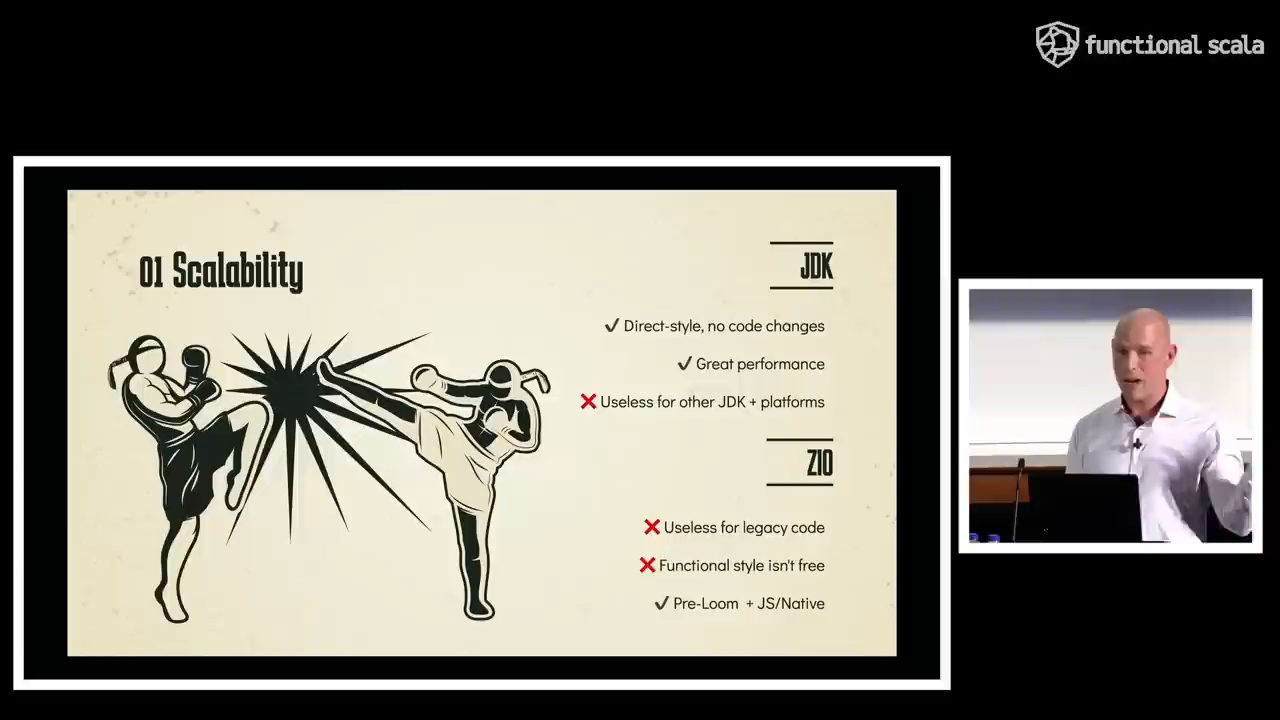 functional scala
01 Scalability
JDK
✔ Direct-style, no code changes
✔ Great performance
❌ Useless for other JDK + platforms
ZIO
❌ Useless for legacy code
❌ Functional style isn't free
✔ Pre-Loom + JS/Native